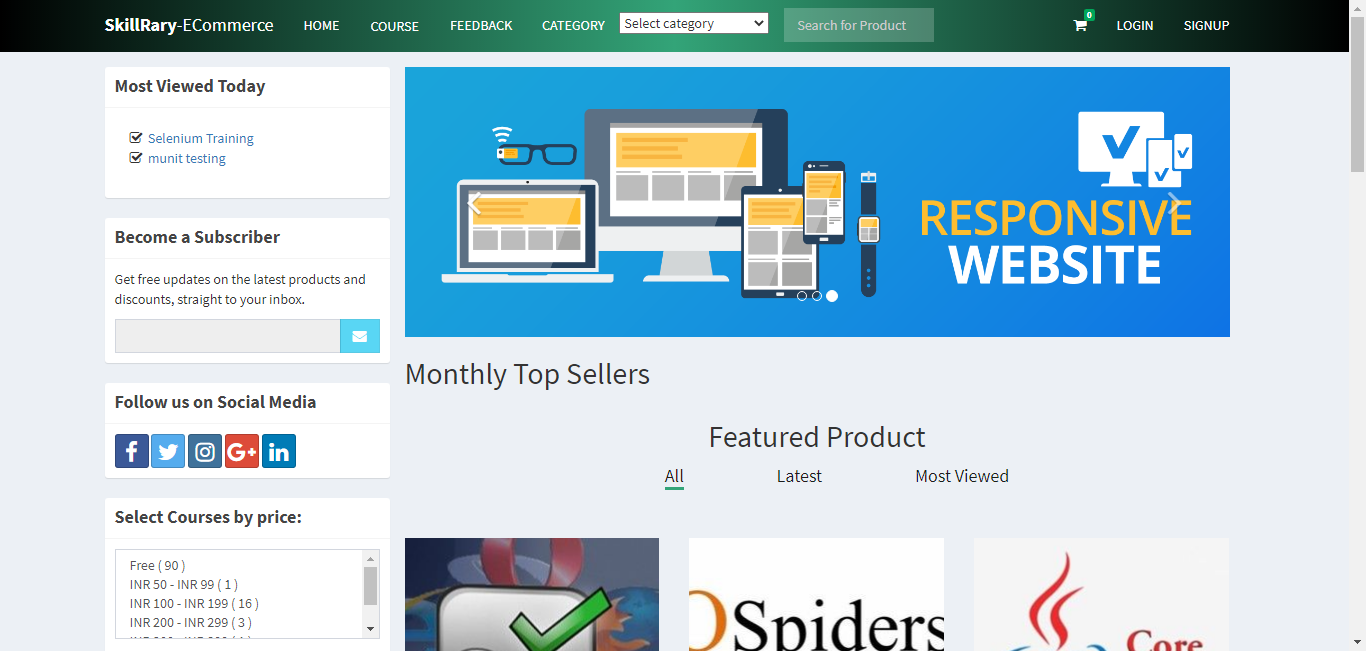 SkillRary-ECommerce HOME COURSE FEEDBACK CATEGORY Select category Search for Product 0 LOGIN SIGNUP
Most Viewed Today
Selenium Training
munit testing
Become a Subscriber
Get free updates on the latest products and
discounts, straight to your inbox.
Follow us on Social Media
Select Courses by price:
Free ( 90 )
INR 50 - INR 99 ( 1 )
INR 100 - INR 199 ( 16 )
INR 200 - INR 299 ( 3 )
RESPONSIVE
WEBSITE
Monthly Top Sellers
Featured Product
All Latest Most Viewed
Spiders
Core